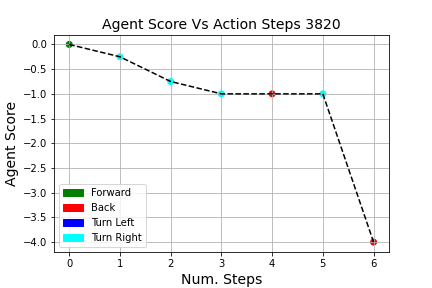 Agent Score Vs Action Steps 3820
0.0
−0.5
−1.0
−1.5
−2.0
−2.5
−3.0
−3.5
−4.0
Agent Score
Forward
Back
Turn Left
Turn Right
0 1 2 3 4 5 6
Num. Steps